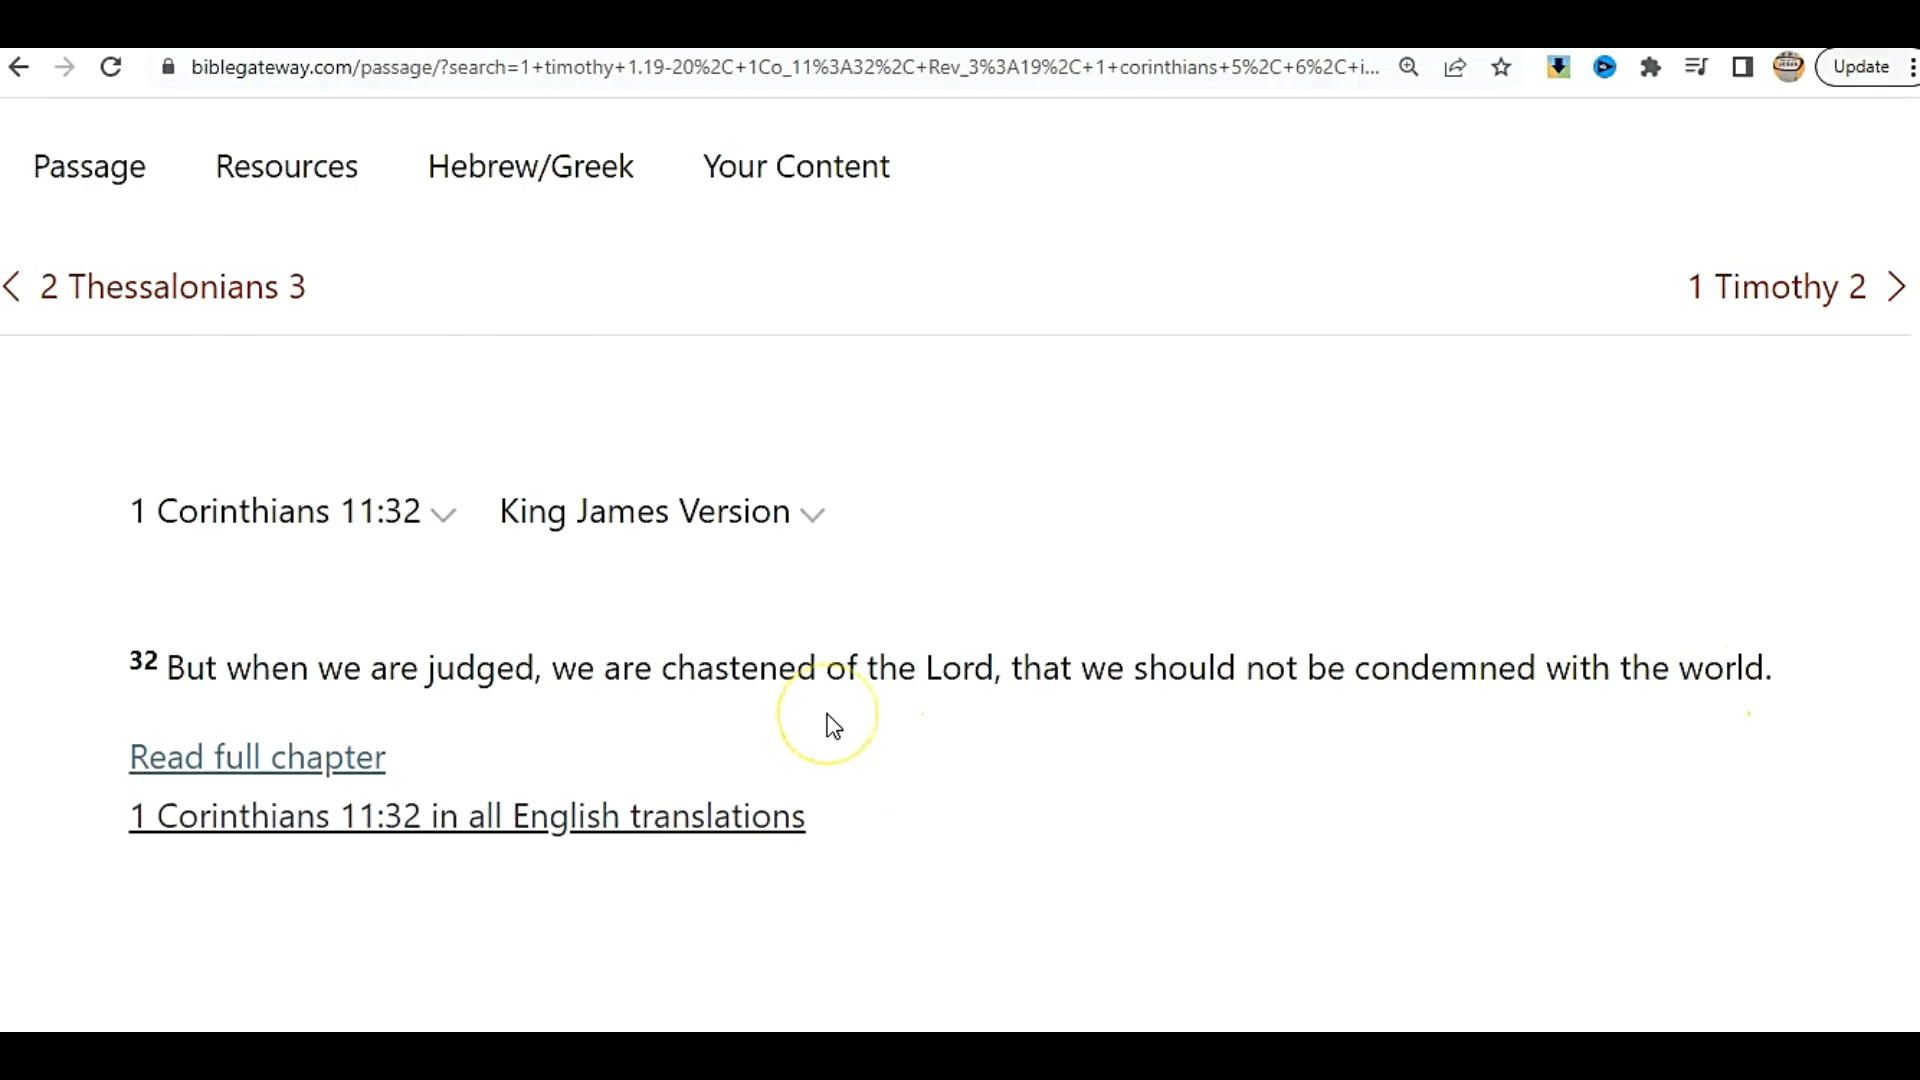 biblegateway.com/passage/?search=1+timothy+1.19-20%2C+1Co_11%3A32%2C+Rev_3%3A19%2C+1+corinthians+5%2C+6%2C+i...
Update
Passage Resources Hebrew/Greek Your Content
2 Thessalonians 3 1 Timothy 2
1 Corinthians 11:32 King James Version
32 But when we are judged, we are chastened of the Lord, that we should not be condemned with the world.
Read full chapter
1 Corinthians 11:32 in all English translations